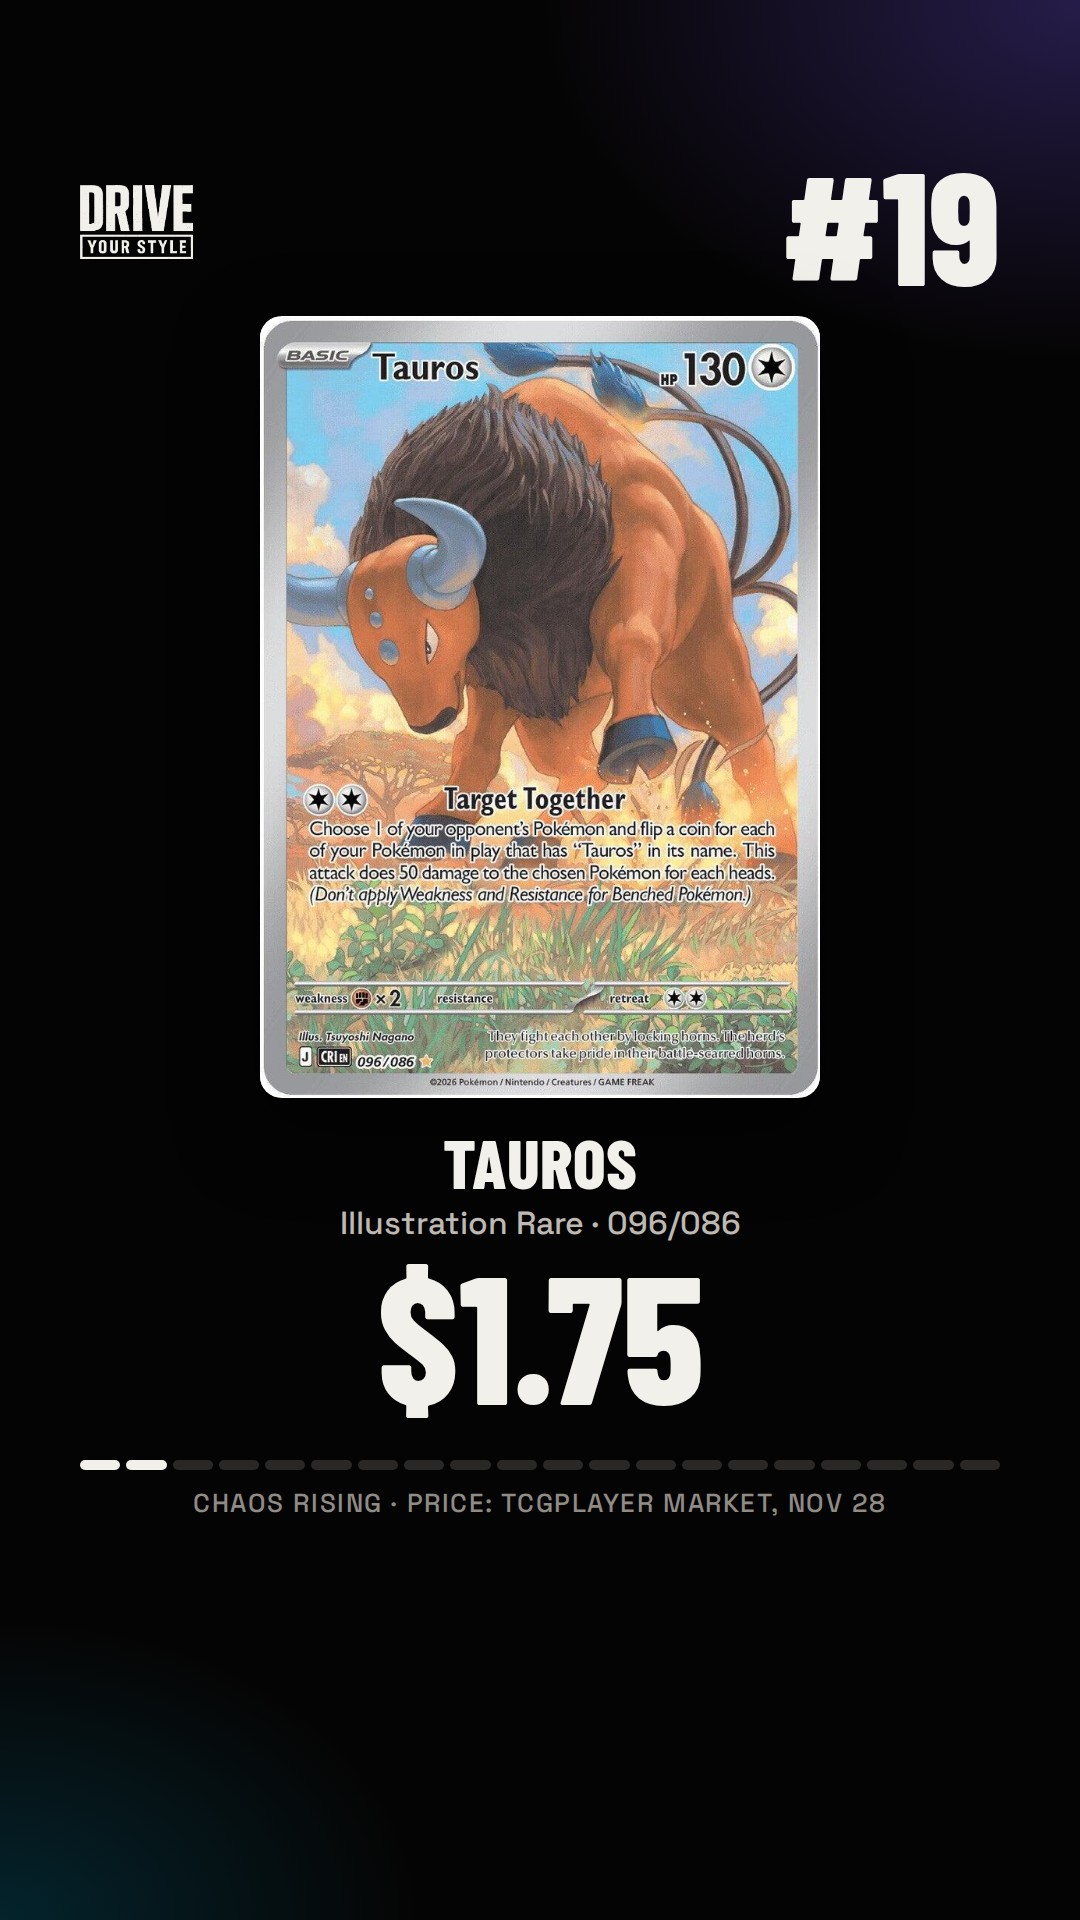 DRIVE
YOUR STYLE
#19
BASIC
Tauros
HP 130
Target Together
Choose 1 of your opponent's Pokémon and flip a coin for each
of your Pokémon in play that has “Tauros” in its name. This
attack does 50 damage to the chosen Pokémon for each heads.
(Don't apply Weakness and Resistance for Benched Pokémon.)
weakness ×2 resistance retreat
Illus. Tsuyoshi Nagano
They fight each other by locking horns. The herd's
protectors take pride in their battle-scarred horns.
J CRI EN 096/086
©2026 Pokémon / Nintendo / Creatures / GAME FREAK
TAUROS
Illustration Rare · 096/086
$1.75
CHAOS RISING · PRICE: TCGPLAYER MARKET, NOV 28